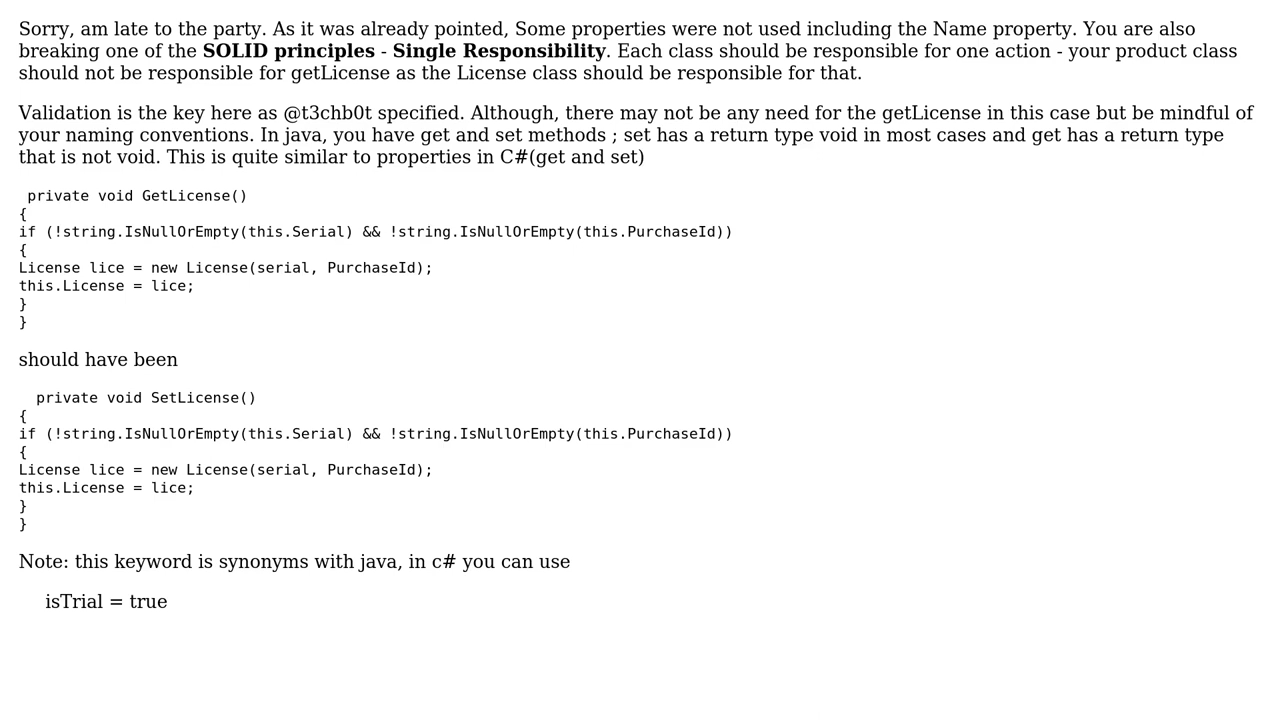 Sorry, am late to the party. As it was already pointed, Some properties were not used including the Name property. You are also
breaking one of the SOLID principles - Single Responsibility. Each class should be responsible for one action - your product class
should not be responsible for getLicense as the License class should be responsible for that.
Validation is the key here as @t3chb0t specified. Although, there may not be any need for the getLicense in this case but be mindful of
your naming conventions. In java, you have get and set methods ; set has a return type void in most cases and get has a return type
that is not void. This is quite similar to properties in C#(get and set)
private void GetLicense()
{
if (!string.IsNullOrEmpty(this.Serial) && !string.IsNullOrEmpty(this.PurchaseId))
{
License lice = new License(serial, PurchaseId);
this.License = lice;
}
}
should have been
private void SetLicense()
{
if (!string.IsNullOrEmpty(this.Serial) && !string.IsNullOrEmpty(this.PurchaseId))
{
License lice = new License(serial, PurchaseId);
this.License = lice;
}
}
Note: this keyword is synonyms with java, in c# you can use
isTrial = true